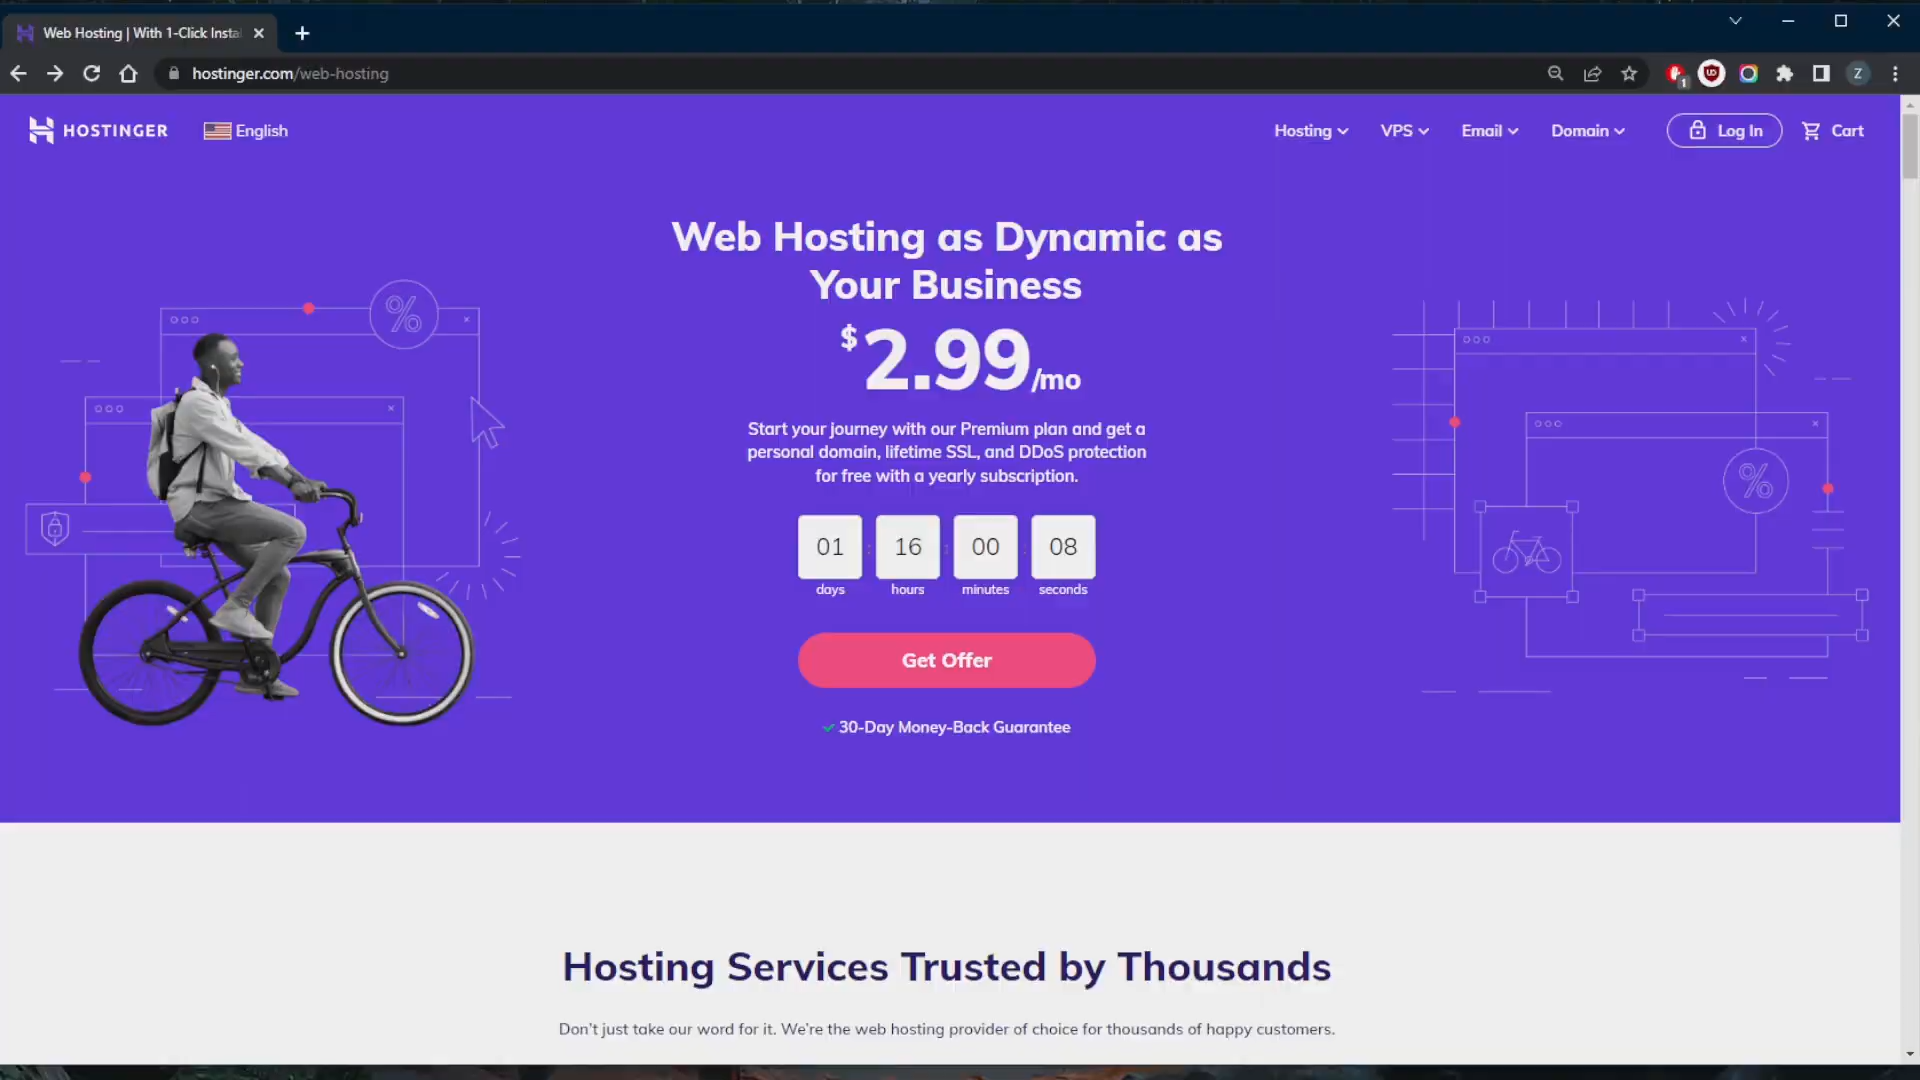 Web Hosting | With 1-Click Insta
hostinger.com/web-hosting
1
UD
Z
HOSTINGER
English
Hosting
VPS
Email
Domain
Log In
Cart
Web Hosting as Dynamic as
Your Business
$2.99/mo
Start your journey with our Premium plan and get a
personal domain, lifetime SSL, and DDoS protection
for free with a yearly subscription.
01 : 16 : 00 : 08
days hours minutes seconds
Get Offer
30-Day Money-Back Guarantee
%
%
Hosting Services Trusted by Thousands
Don't just take our word for it. We're the web hosting provider of choice for thousands of happy customers.